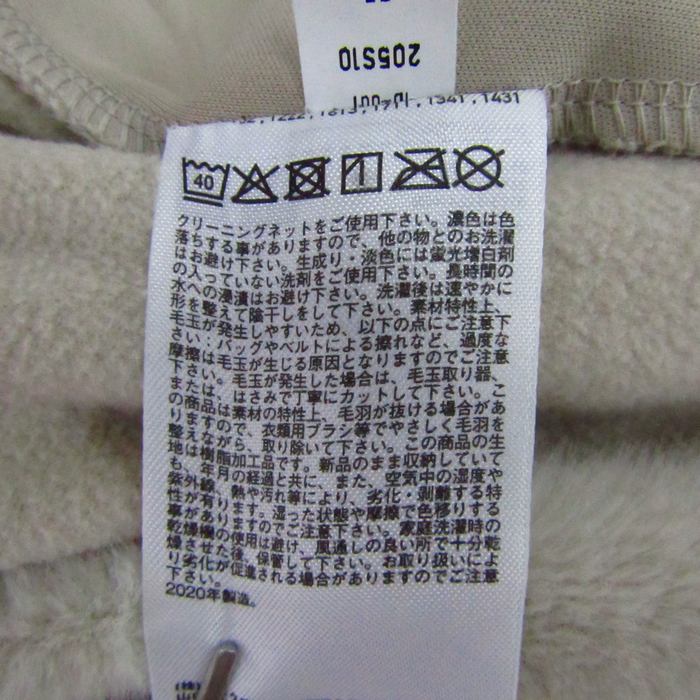 205S10
1341,1431
40
クリーニングネットをご使用下さい。濃色は色
落ちする事がありますので、他の物とのお洗濯
はお避け下さい。生成り・淡色には蛍光増白剤
の入っていない洗剤をご使用下さい。長時間の
水への浸漬はお避け下さい。洗濯後は速やかに
形を整えて陰干しをして下さい。素材特性上、
毛玉が発生しやすいため、以下の点にご注意下
さい：バッグやベルトによる擦れなど、過度な
摩擦は毛玉が生じる原因となりますのでご注意
下さい。毛玉が発生した場合は、毛玉取り器、
または、はさみで丁寧にカットして下さい。こ
の商品は素材の特性上、毛羽が抜ける場合があ
りますので、衣類用ブラシ等でやさしく毛羽を
整えながら、取り除いて下さい。この商品の生
地は樹脂加工品です。新品のまま収納していて
も、年月の経過と共に、また、空気中の湿度や
紫外線、熱や汚れ等により、劣化・剥離する特
性が有ります。湿った状態や摩擦で色移りする
事がありますのでご注意下さい。家庭洗濯時の
乾燥機の使用は避け、風通しの良い所で十分乾
燥させた後、保管して下さい。お取り扱いによ
り劣化が促進される場合がありますのでご注意
下さい。
2020年製造。